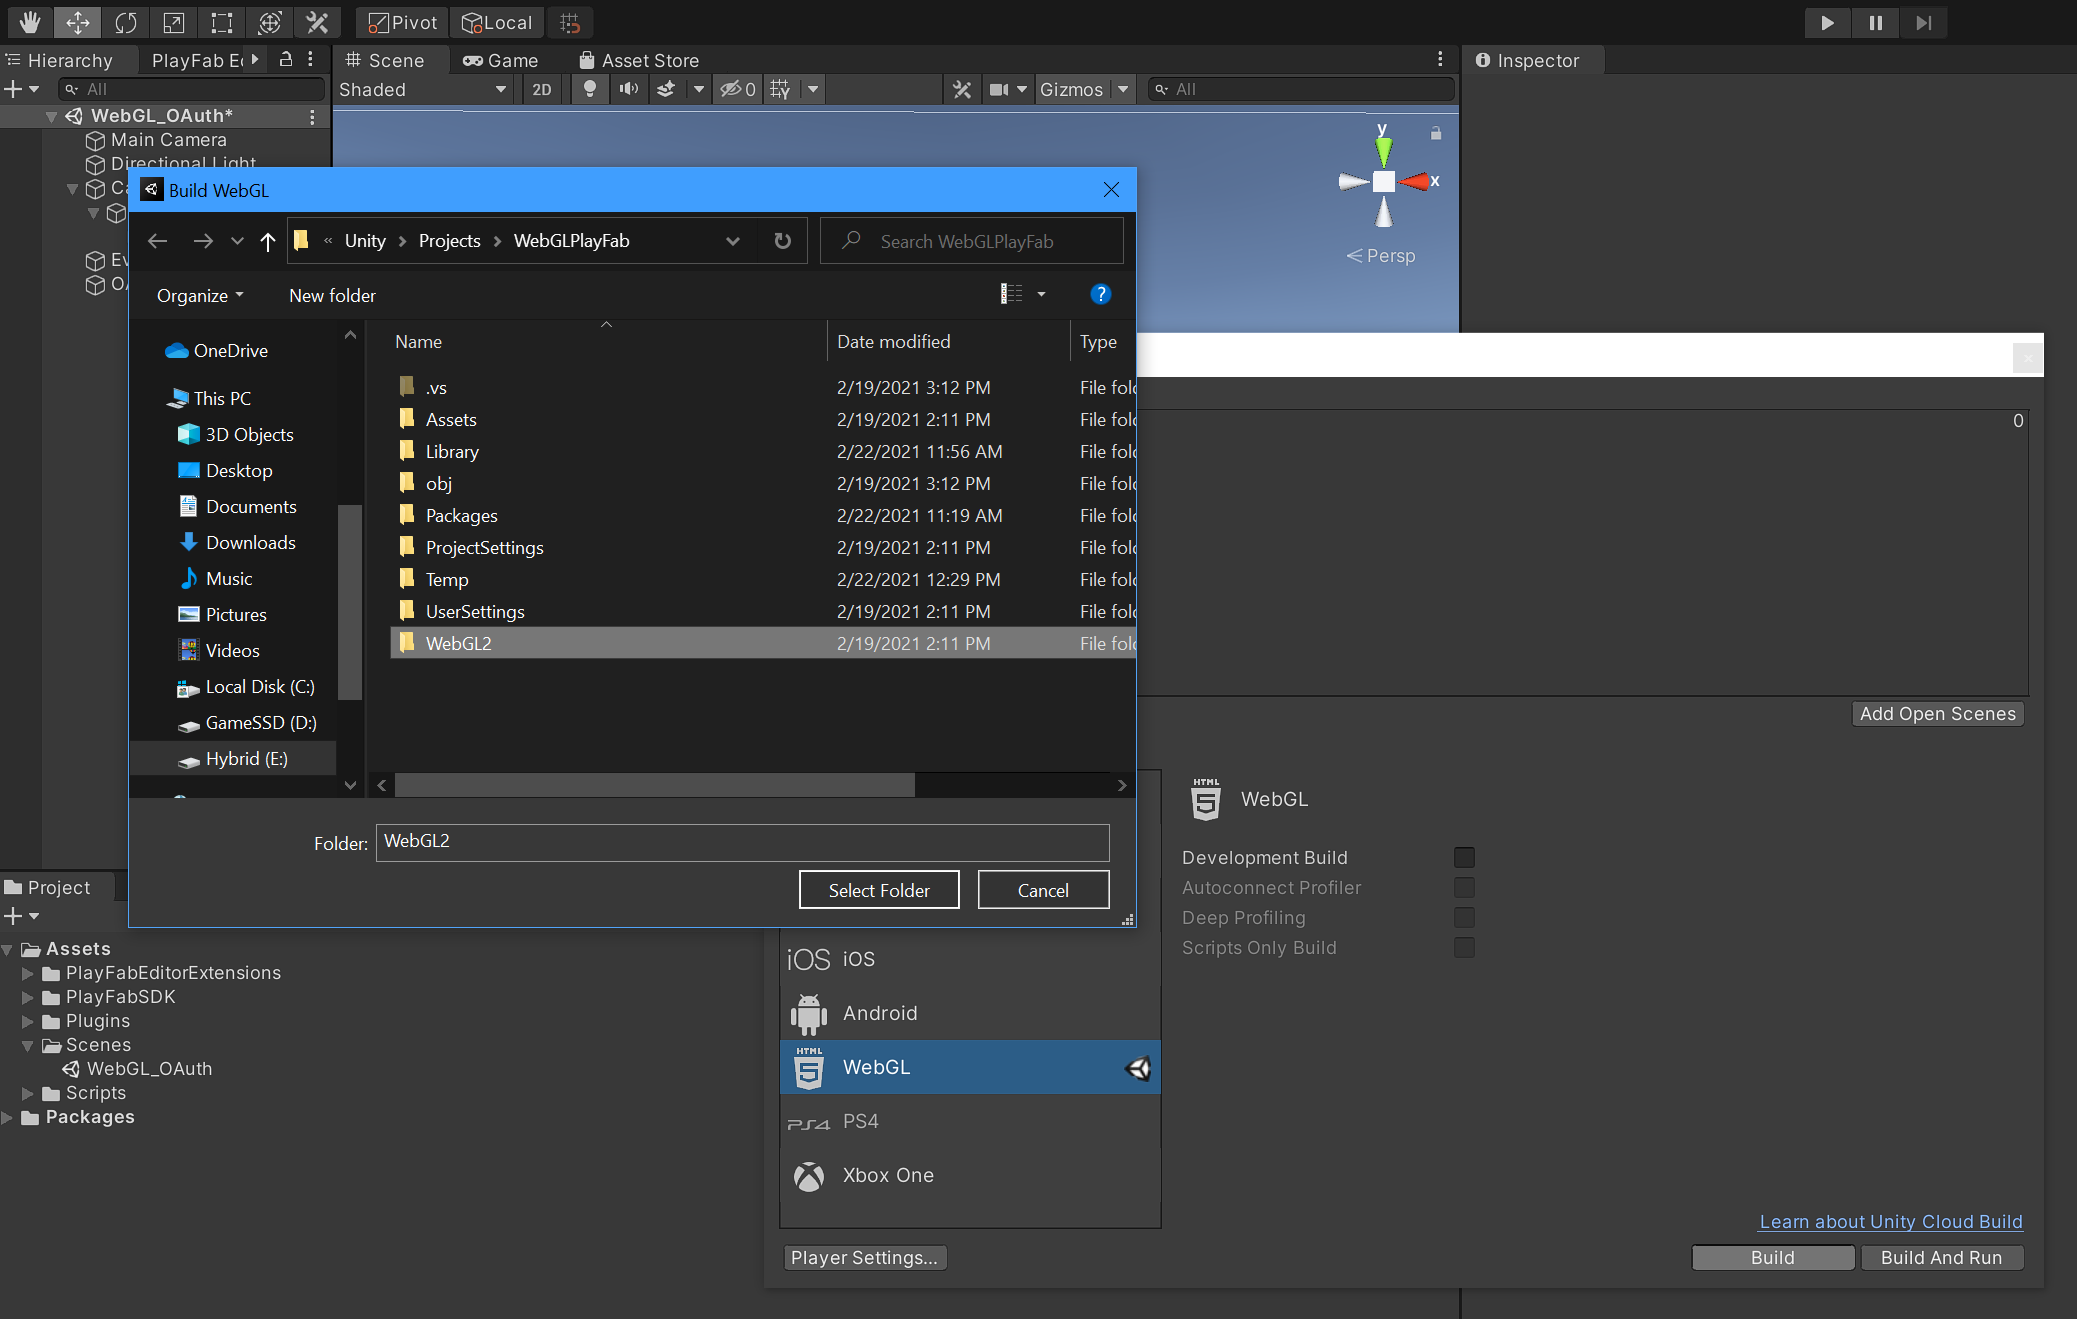 Pivot Local
Hierarchy PlayFab Ec
Scene Game Asset Store
Inspector
All
Shaded 2D 0 Gizmos All
WebGL_OAuth*
Main Camera
Directional Light
y
x
Persp
Build WebGL
« Unity Projects WebGLPlayFab
Search WebGLPlayFab
Organize New folder
?
OneDrive
This PC
3D Objects
Desktop
Documents
Downloads
Music
Pictures
Videos
Local Disk (C:)
GameSSD (D:)
Hybrid (E:)
Name Date modified Type
.vs 2/19/2021 3:12 PM File fol
Assets 2/19/2021 2:11 PM File fol
Library 2/22/2021 11:56 AM File fol
obj 2/19/2021 3:12 PM File fol
Packages 2/22/2021 11:19 AM File fol
ProjectSettings 2/19/2021 2:11 PM File fol
Temp 2/22/2021 12:29 PM File fol
UserSettings 2/19/2021 2:11 PM File fol
WebGL2 2/19/2021 2:11 PM File fol
Folder: WebGL2
Select Folder Cancel
0
Add Open Scenes
HTML
5
WebGL
Development Build
Autoconnect Profiler
Deep Profiling
Scripts Only Build
iOS iOS
Android
HTML
5
WebGL
PS4 PS4
Xbox One
Learn about Unity Cloud Build
Player Settings...
Build Build And Run
Project
Assets
PlayFabEditorExtensions
PlayFabSDK
Plugins
Scenes
WebGL_OAuth
Scripts
Packages